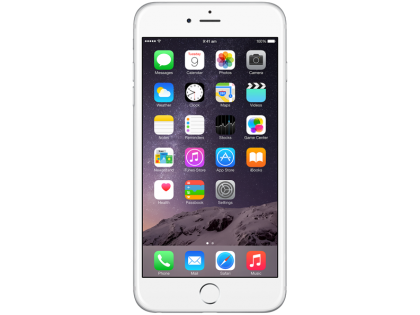 9:41 am 100%
Tuesday
9
Messages Calendar Photos Camera
Weather Clock Maps Videos
Notes Reminders Stocks Game Center
Newsstand iTunes Store App Store iBooks
Health Passbook Settings
Phone Mail Safari Music